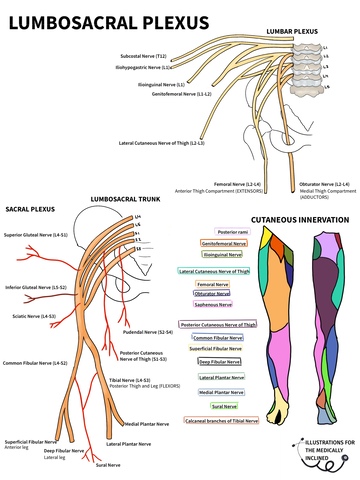 LUMBOSACRAL PLEXUS
LUMBAR PLEXUS
L1
L2
L3
L4
L5
Subcostal Nerve (T12)
Iliohypogastric Nerve (L1)
Ilioinguinal Nerve (L1)
Genitofemoral Nerve (L1-L2)
Lateral Cutaneous Nerve of Thigh (L2-L3)
Femoral Nerve (L2-L4)
Anterior Thigh Compartment (EXTENSORS)
Obturator Nerve (L2-L4)
Medial Thigh Compartment
(ADDUCTORS)
LUMBOSACRAL TRUNK
SACRAL PLEXUS
L4
L5
S1
S2
S3
S4
Superior Gluteal Nerve (L4-S1)
Inferior Gluteal Nerve (L5-S2)
Sciatic Nerve (L4-S3)
Pudendal Nerve (S2-S4)
Posterior Cutaneous
Nerve of Thigh (S1-S3)
Common Fibular Nerve (L4-S2)
Tibial Nerve (L4-S3)
Posterior Thigh and Leg (FLEXORS)
Medial Plantar Nerve
Superficial Fibular Nerve
Anterior leg
Deep Fibular Nerve
Lateral leg
Lateral Plantar Nerve
Sural Nerve
CUTANEOUS INNERVATION
Posterior rami
Genitofemoral Nerve
Ilioinguinal Nerve
Lateral Cutaneous Nerve of Thigh
Femoral Nerve
Obturator Nerve
Saphenous Nerve
Posterior Cutaneous Nerve of Thigh
Common Fibular Nerve
Superficial Fibular Nerve
Deep Fibular Nerve
Lateral Plantar Nerve
Medial Plantar Nerve
Sural Nerve
Calcaneal branches of Tibial Nerve
ILLUSTRATIONS FOR
THE MEDICALLY
INCLINED